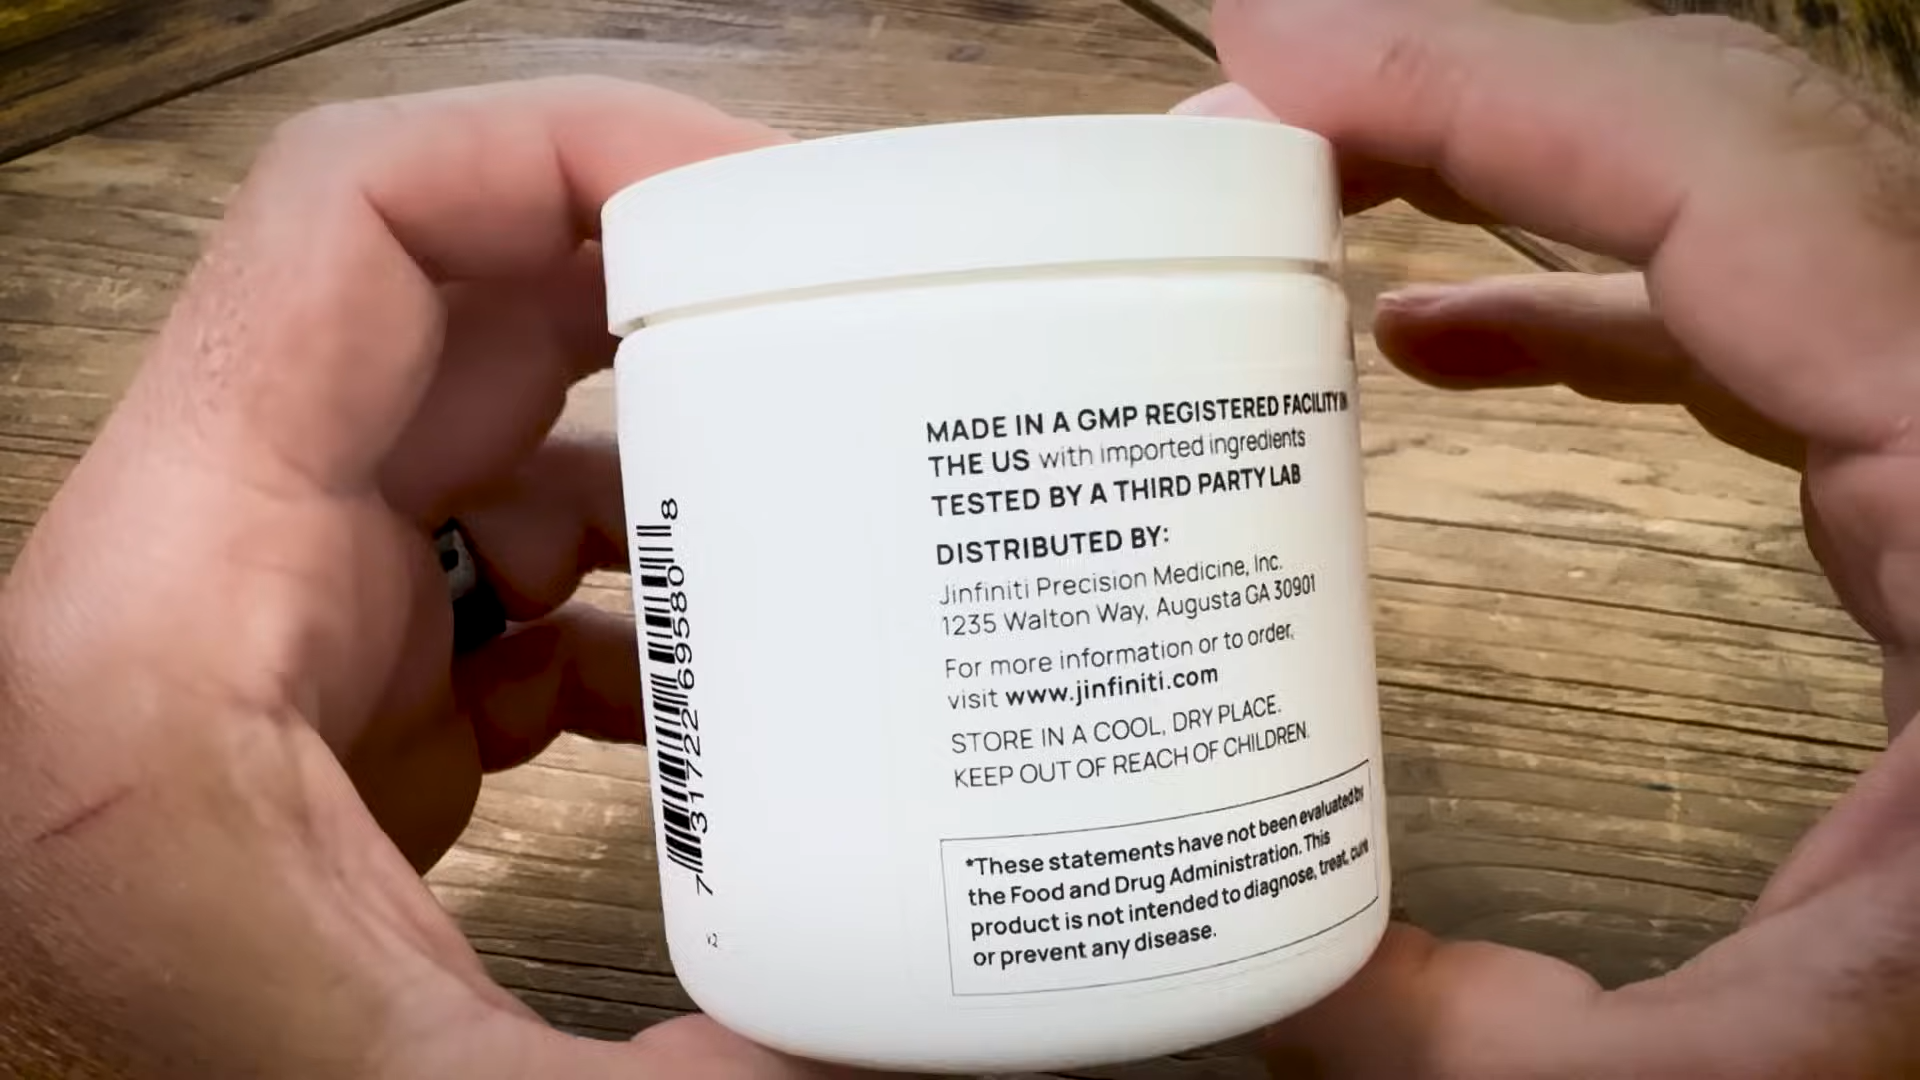 MADE IN A GMP REGISTERED FACILITY IN
THE US with imported ingredients
TESTED BY A THIRD PARTY LAB
DISTRIBUTED BY:
Jinfiniti Precision Medicine, Inc.
1235 Walton Way, Augusta GA 30901
For more information or to order,
visit www.jinfiniti.com
STORE IN A COOL, DRY PLACE.
KEEP OUT OF REACH OF CHILDREN.
*These statements have not been evaluated by
the Food and Drug Administration. This
product is not intended to diagnose, treat, cure
or prevent any disease.
7 31722 69580 8
v2